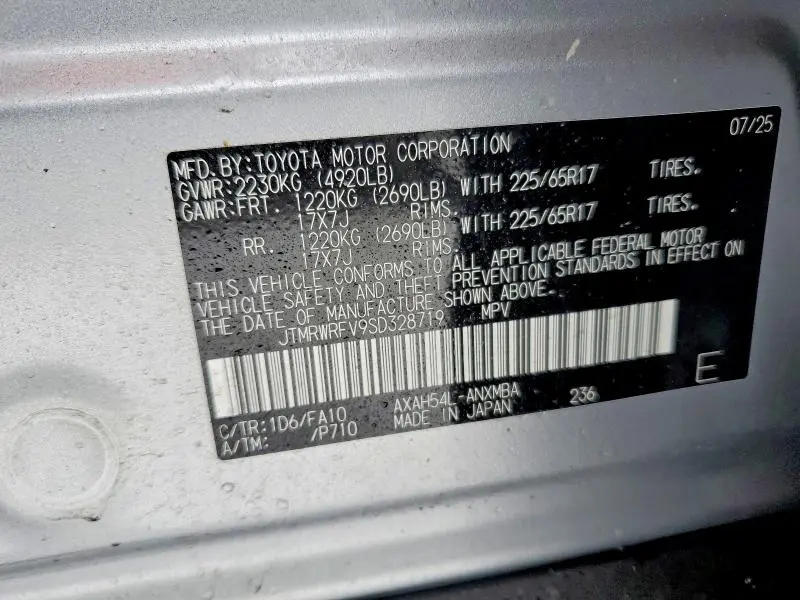 07/25
MFD. BY:TOYOTA MOTOR CORPORATION
GVWR:2230KG (4920LB)
GAWR:FRT. 1220KG (2690LB) WITH 225/65R17 TIRES.
17X7J RIMS.
RR. 1220KG (2690LB) WITH 225/65R17 TIRES.
17X7J RIMS.
THIS VEHICLE CONFORMS TO ALL APPLICABLE FEDERAL MOTOR
VEHICLE SAFETY AND THEFT PREVENTION STANDARDS IN EFFECT ON
THE DATE OF MANUFACTURE SHOWN ABOVE.
JTMRWRFV9SD328719 MPV
E
C/TR:1D6/FA10 AXAH54L-ANXMBA 236
A/TM: /P710 MADE IN JAPAN